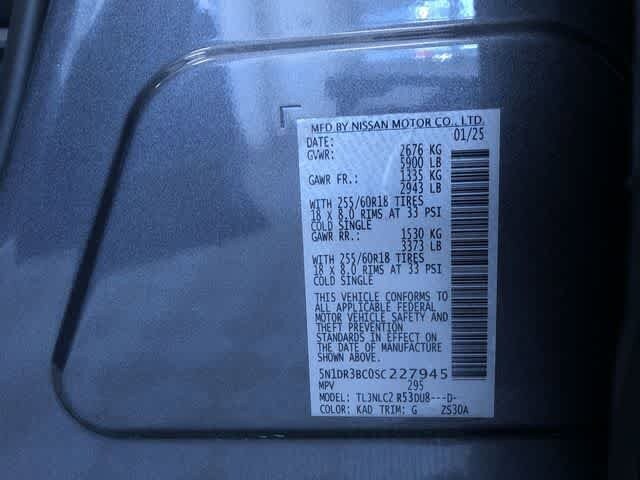 MFD BY NISSAN MOTOR CO., LTD.
DATE: 01/25
GVWR: 2676 KG
5900 LB
GAWR FR.: 1335 KG
2943 LB
WITH 255/60R18 TIRES
18 X 8.0 RIMS AT 33 PSI
COLD SINGLE
GAWR RR.: 1530 KG
3373 LB
WITH 255/60R18 TIRES
18 X 8.0 RIMS AT 33 PSI
COLD SINGLE
THIS VEHICLE CONFORMS TO
ALL APPLICABLE FEDERAL
MOTOR VEHICLE SAFETY AND
THEFT PREVENTION
STANDARDS IN EFFECT ON
THE DATE OF MANUFACTURE
SHOWN ABOVE.
5N1DR3BC0SC227945
MPV 295
MODEL: TL3NLC2 R53DU8---D-
COLOR: KAD TRIM: G ZS30A